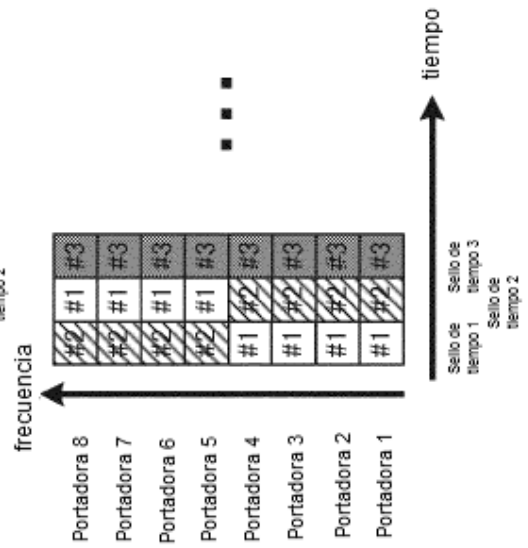 tiempo 2
frecuencia
Portadora 8 #2 #1 #3
Portadora 7 #2 #1 #3
Portadora 6 #2 #1 #3
Portadora 5 #2 #1 #3
Portadora 4 #1 #2 #3
Portadora 3 #1 #2 #3
Portadora 2 #1 #2 #3
Portadora 1 #1 #2 #3
tiempo
Sello de
tiempo 1
Sello de
tiempo 2
Sello de
tiempo 3